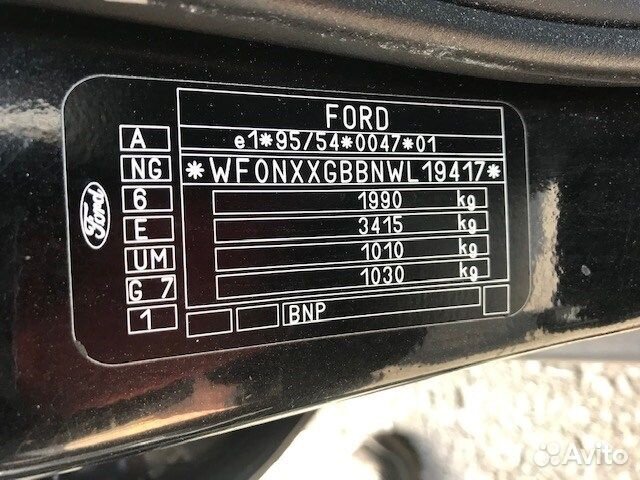 FORD
e1*95/54*0047*01
*WF0NXXGBBNWL19417*
1990 kg
3415 kg
1010 kg
1030 kg
BNP
A
NG
6
E
UM
G 7
1
Ford
Avito